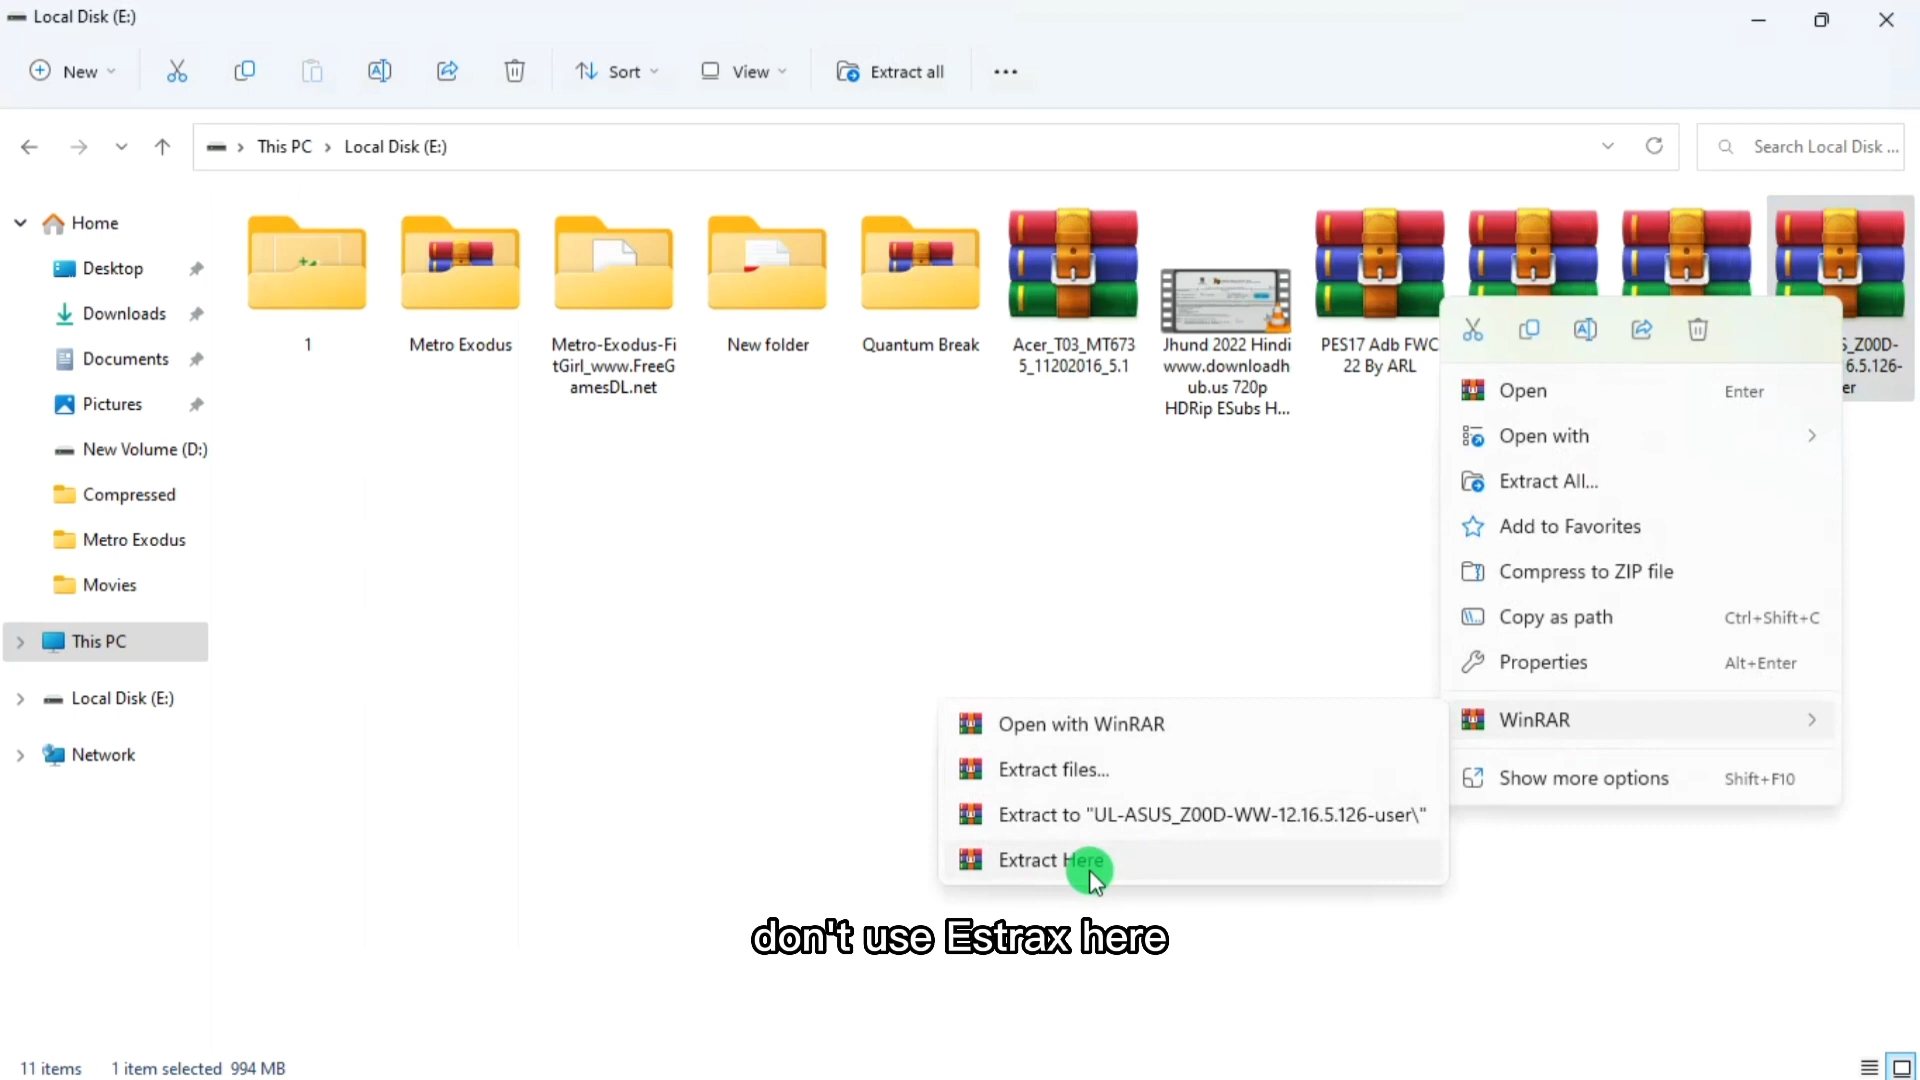 Local Disk (E:)
New
Sort
View
Extract all
This PC
Local Disk (E:)
Search Local Disk ...
Home
Desktop
Downloads
Documents
Pictures
New Volume (D:)
Compressed
Metro Exodus
Movies
This PC
Local Disk (E:)
Network
1
Metro Exodus
Metro-Exodus-Fi
tGirl_www.FreeG
amesDL.net
New folder
Quantum Break
Acer_T03_MT673
5_11202016_5.1
Jhund 2022 Hindi
www.downloadh
ub.us 720p
HDRip ESubs H...
PES17 Adb FWC
22 By ARL
_Z00D-
6.5.126-
er
Open Enter
Open with
Extract All...
Add to Favorites
Compress to ZIP file
Copy as path Ctrl+Shift+C
Properties Alt+Enter
WinRAR
Show more options Shift+F10
Open with WinRAR
Extract files...
Extract to "UL-ASUS_Z00D-WW-12.16.5.126-user\"
Extract Here
don't use Estrax here
11 items 1 item selected 994 MB